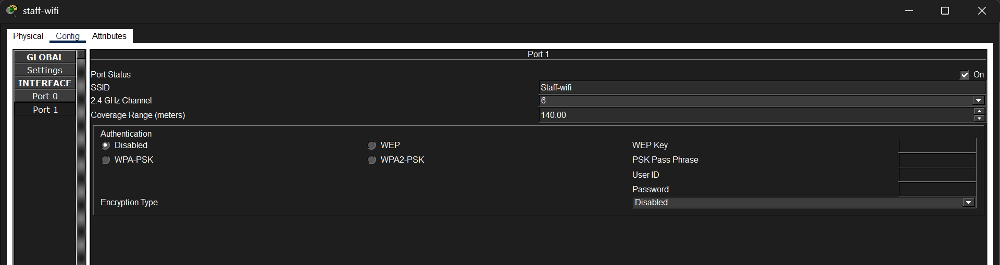 staff-wifi
Physical Config Attributes
GLOBAL
Settings
INTERFACE
Port 0
Port 1
Port 1
Port Status On
SSID Staff-wifi
2.4 GHz Channel 6
Coverage Range (meters) 140.00
Authentication
Disabled WEP WEP Key
WPA-PSK WPA2-PSK PSK Pass Phrase
User ID
Password
Encryption Type Disabled